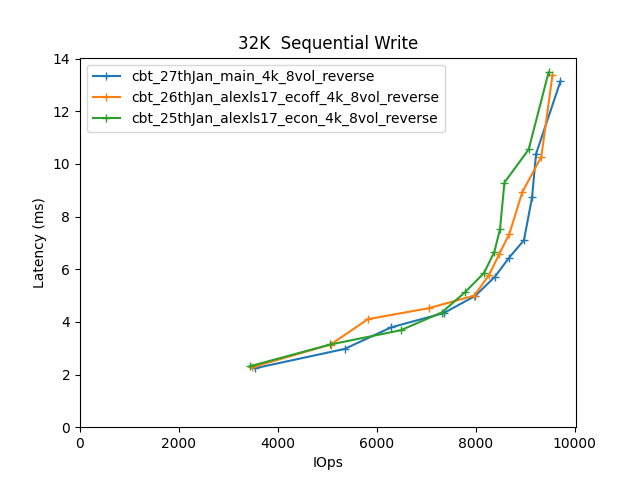 32K  Sequential Write
cbt_27thJan_main_4k_8vol_reverse
cbt_26thJan_alexls17_ecoff_4k_8vol_reverse
cbt_25thJan_alexls17_econ_4k_8vol_reverse
Latency (ms)
14
12
10
8
6
4
2
0
0 2000 4000 6000 8000 10000
IOps